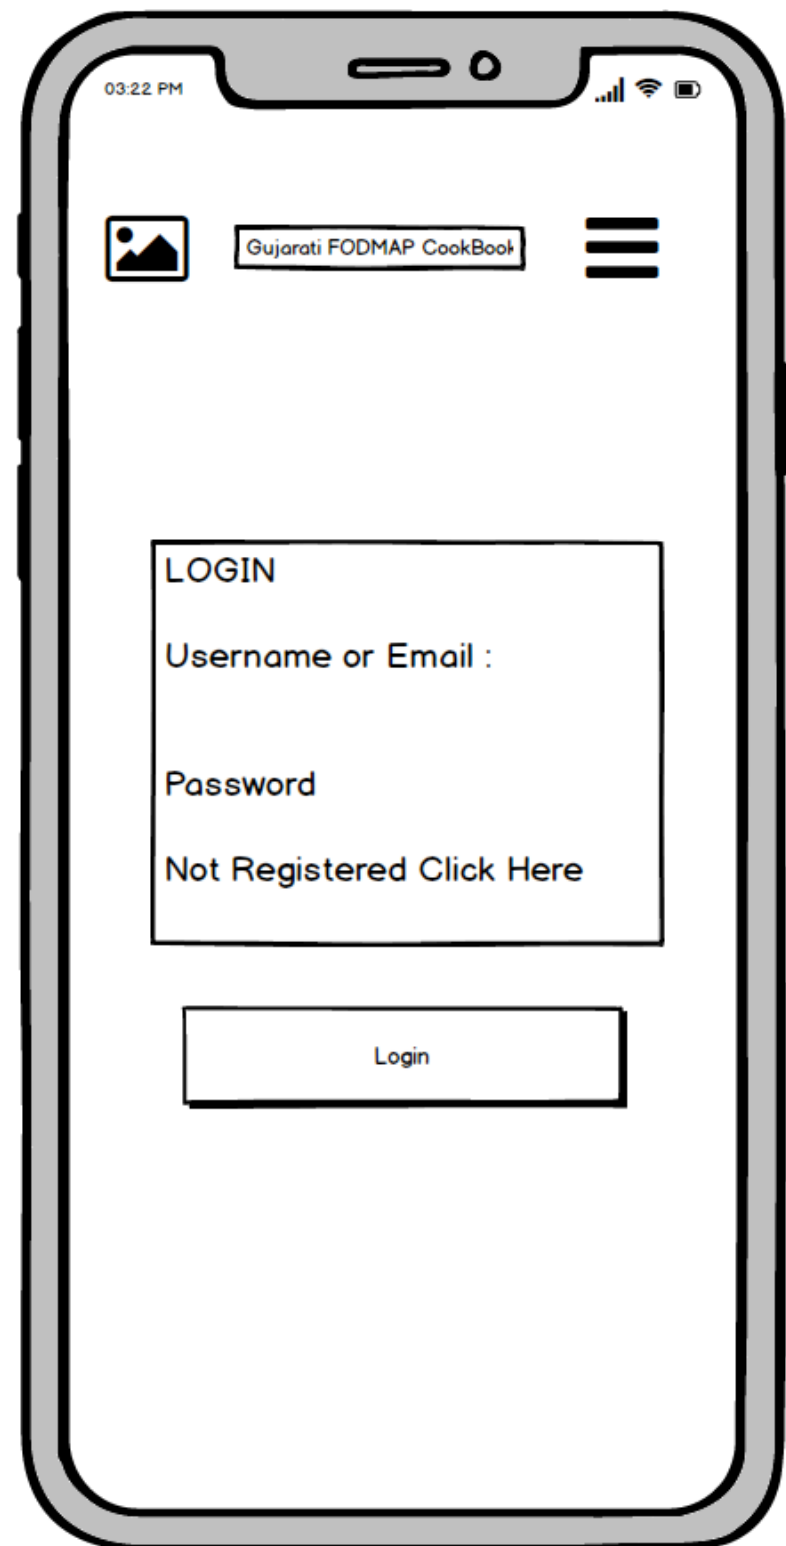 03:22 PM
Gujarati FODMAP CookBook
LOGIN
Username or Email :
Password
Not Registered Click Here
Login